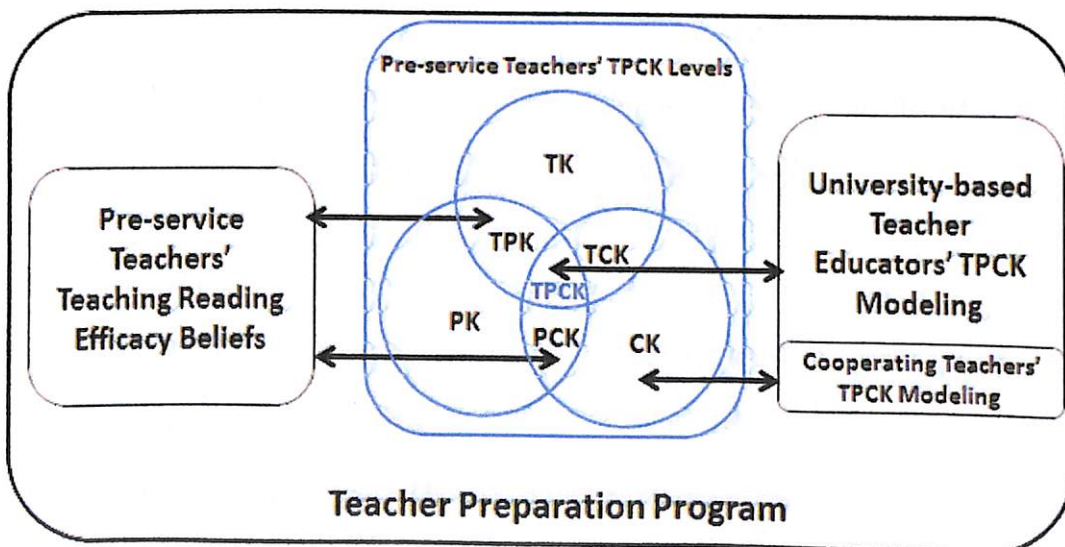 Pre-service Teachers' TPCK Levels
TK
Pre-service
Teachers'
Teaching Reading
Efficacy Beliefs
TPK
TCK
TPCK
PK
PCK
CK
University-based
Teacher
Educators' TPCK
Modeling
Cooperating Teachers'
TPCK Modeling
Teacher Preparation Program